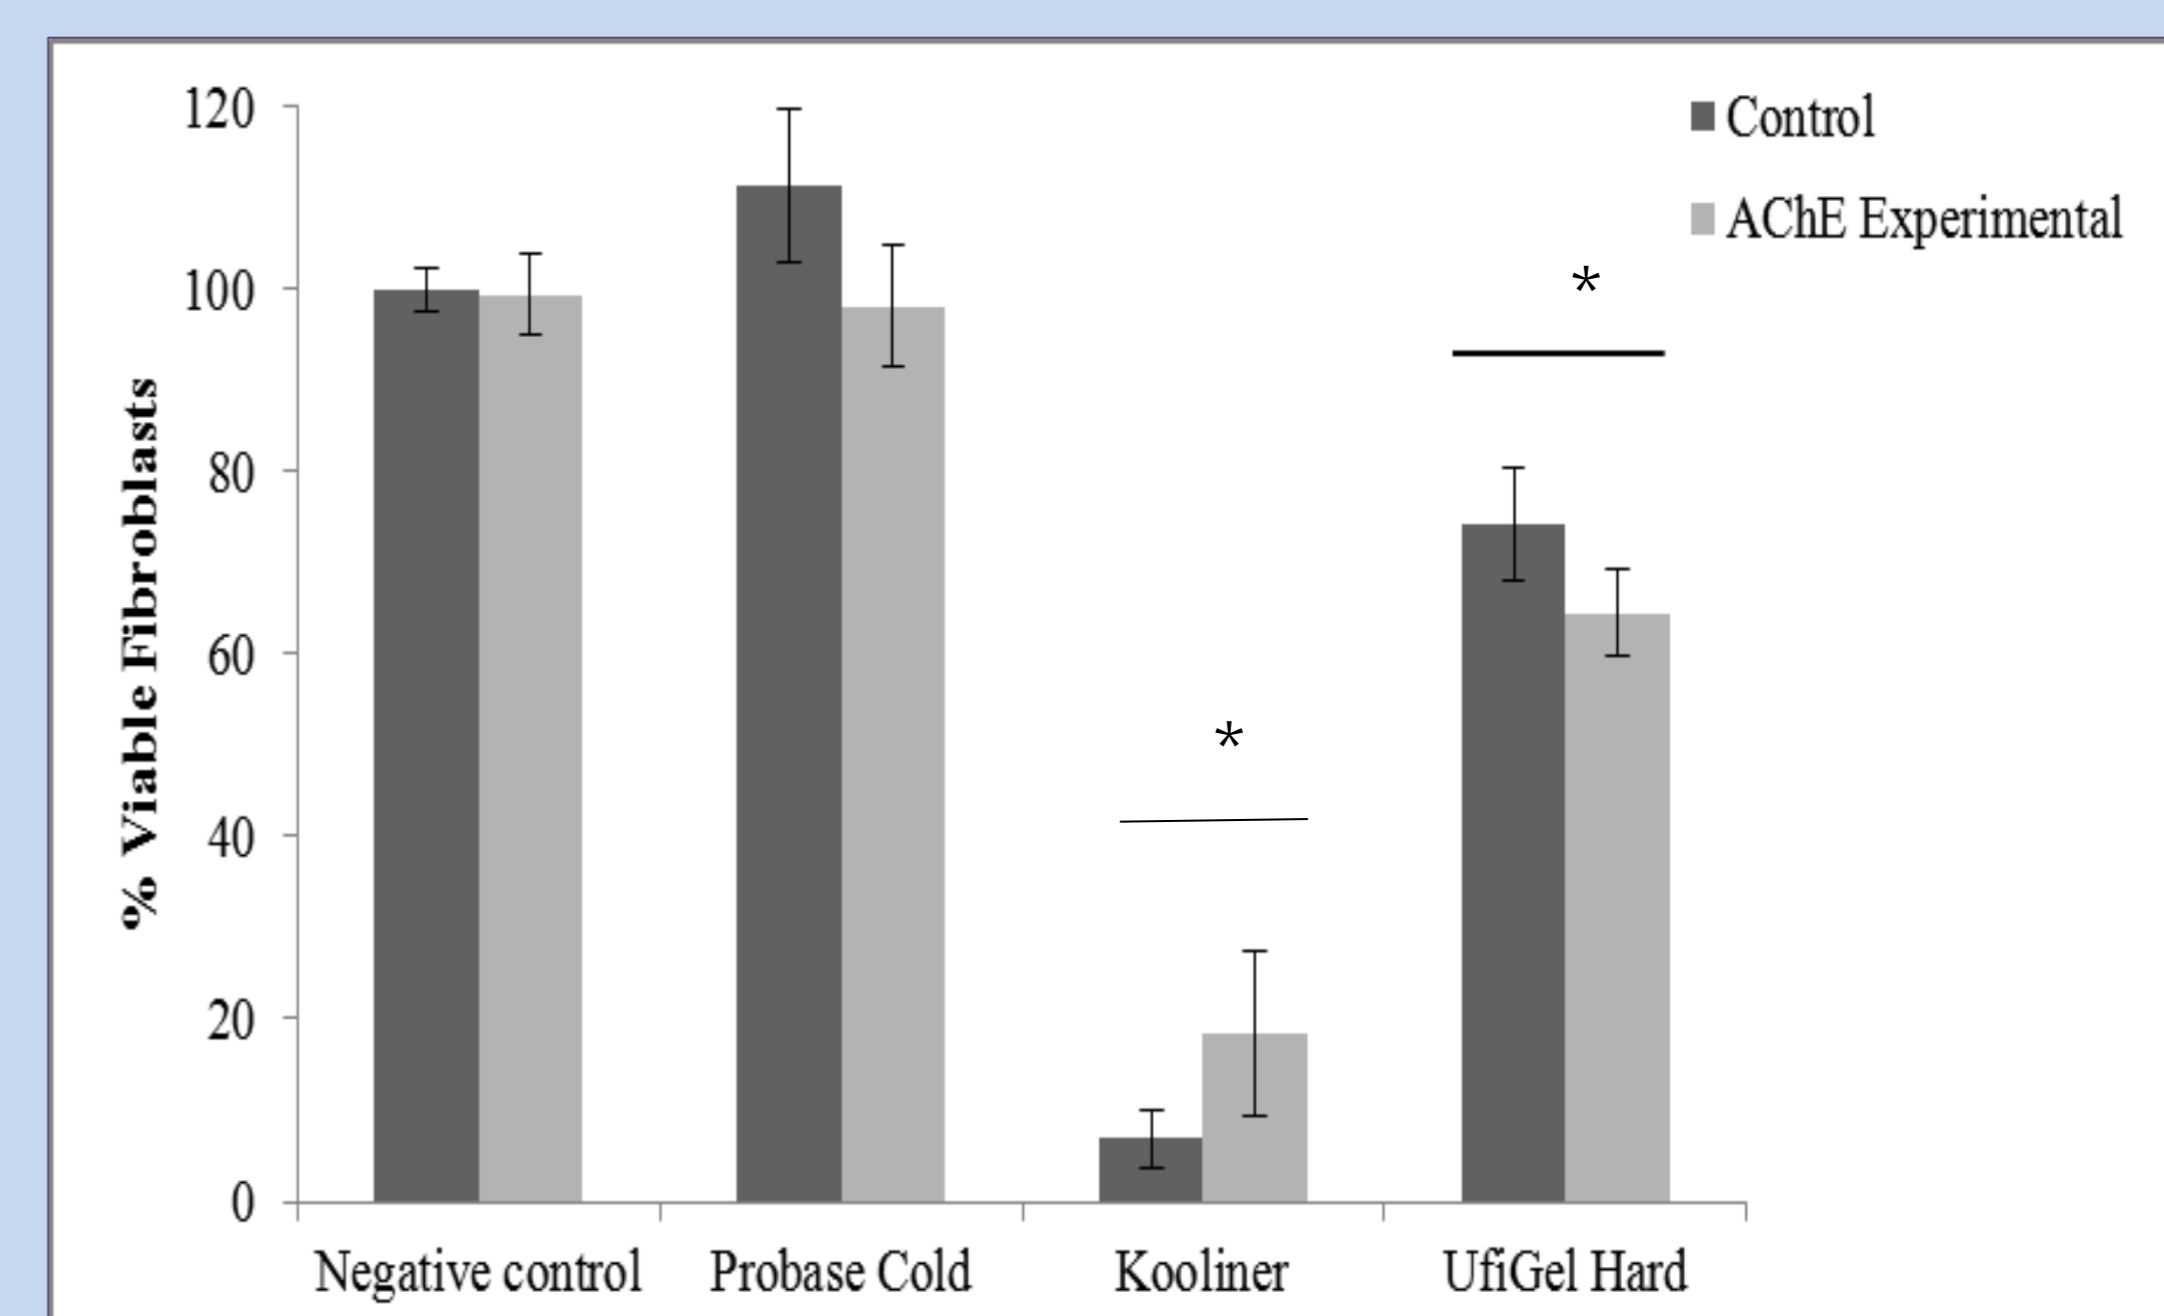 120
100
80
60
40
20
0
% Viable Fibroblasts
Control
AChE Experimental
*
*
Negative control
Probase Cold
Kooliner
UfiGel Hard